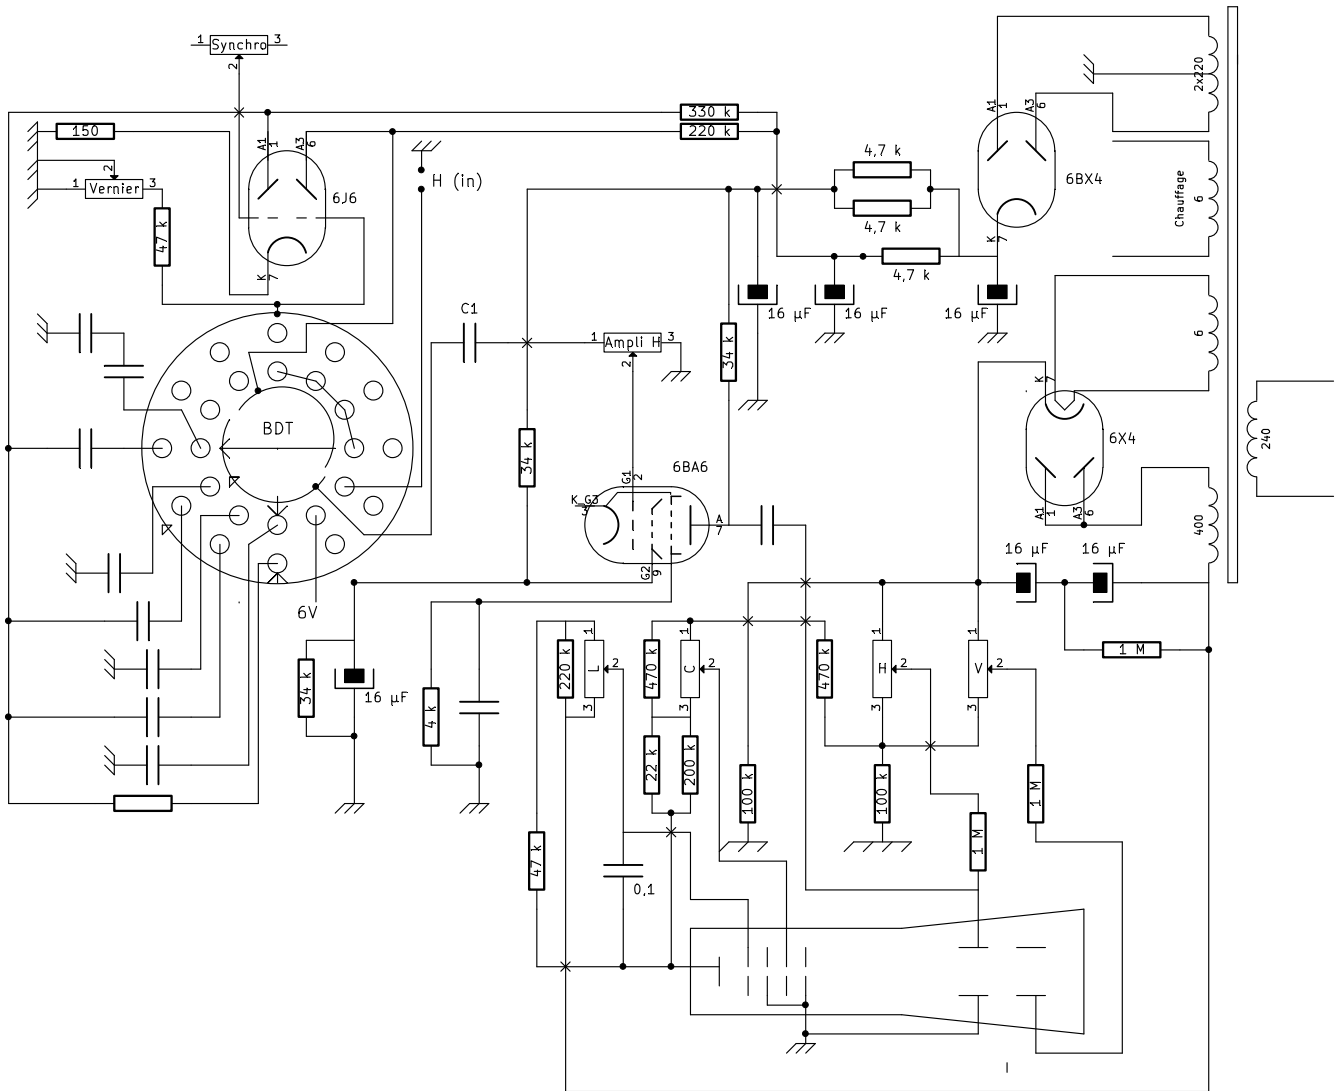 1 Synchro 3
2
2x220
A1
1
A3
6
330 k
150
220 k
A1
1
A3
6
4,7 k
2
H (in)
6BX4
1 Vernier 3
6J6
Chauffage
6
4,7 k
47 k
K
7
4,7 k
K
7
C1
16 µF
16 µF
16 µF
1 Ampli H 3
2
34 k
6
K
7
BDT
6X4
240
34 k
G1
2
6BA6
K_G3
3
A
7
A1
1
A3
6
400
G2
9
16 µF
16 µF
6V
1
1
1
1
220 k
L
2
470 k
C
2
470 k
H
2
V
2
1 M
34 k
16 µF
4 k
3
3
3
3
22 k
200 k
100 k
100 k
1 M
47 k
1 M
0,1